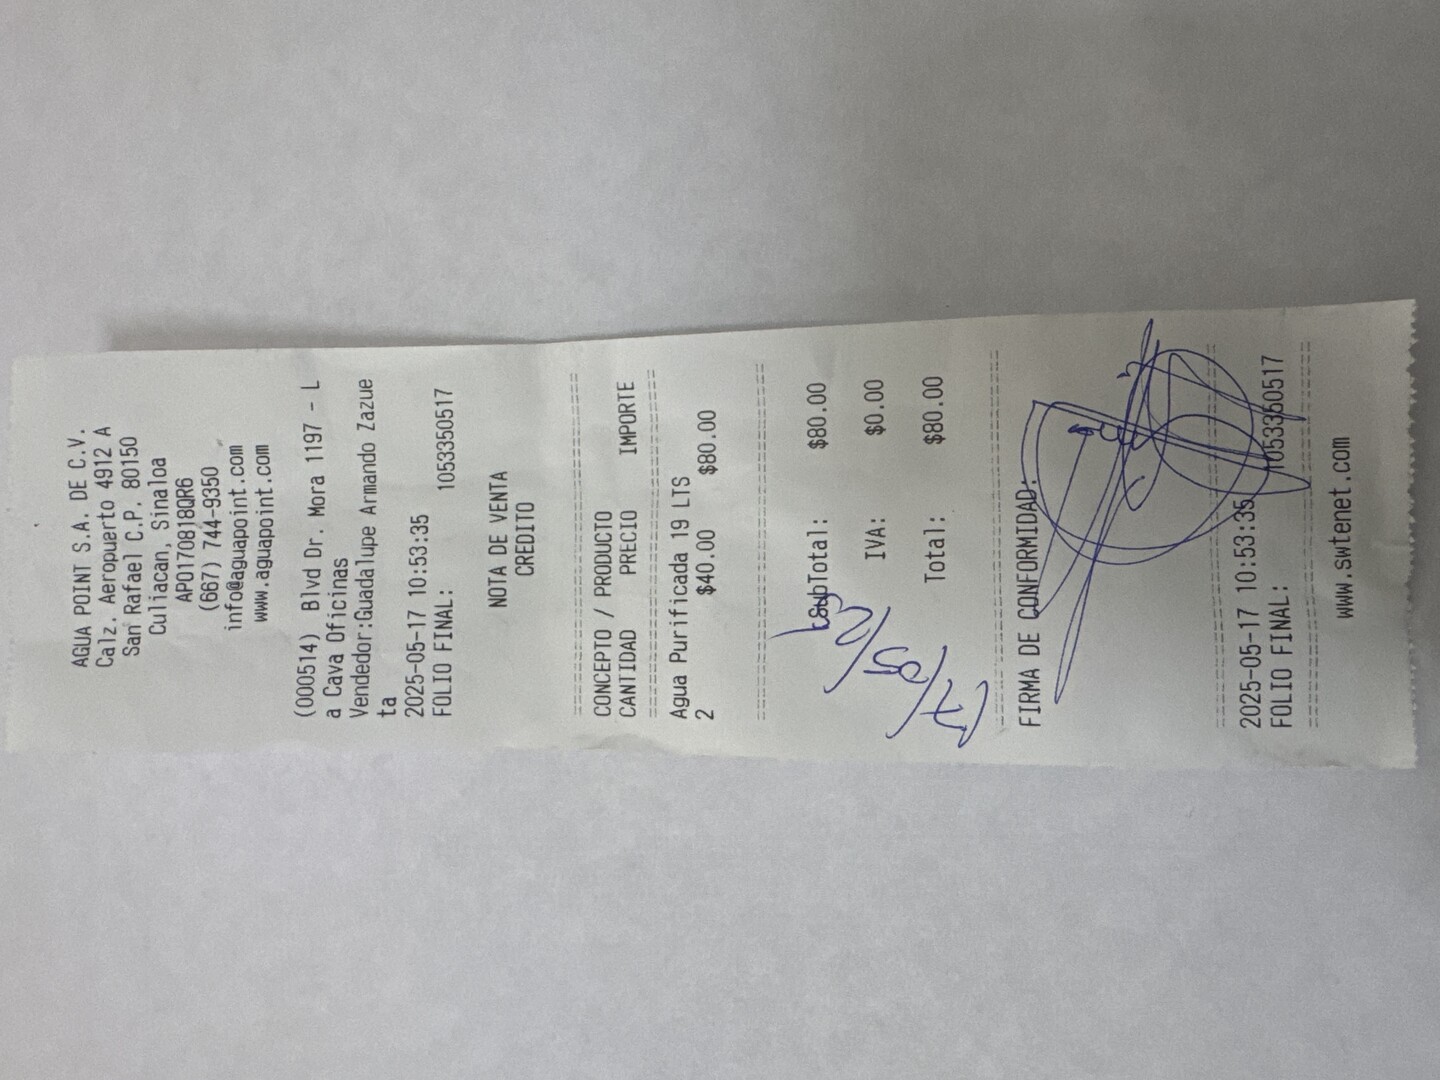 AGUA POINT S.A. DE C.V.
Calz. Aeropuerto 4912 A
San Rafael C.P. 80150
Culiacan, Sinaloa
APO170818QR6
(667) 744-9350
info@aguapoint.com
www.aguapoint.com
(000514) Blvd Dr. Mora 1197 - L
a Cava Oficinas
Vendedor:Guadalupe Armando Zazue
ta
2025-05-17 10:53:35
FOLIO FINAL: 1053350517
NOTA DE VENTA
CREDITO
CONCEPTO / PRODUCTO
CANTIDAD PRECIO IMPORTE
Agua Purificada 19 LTS
2 $40.00 $80.00
SubTotal: $80.00
IVA: $0.00
Total: $80.00
17/05/
FIRMA DE CONFORMIDAD:
2025-05-17 10:53:35
FOLIO FINAL: 1053350517
www.swtenet.com